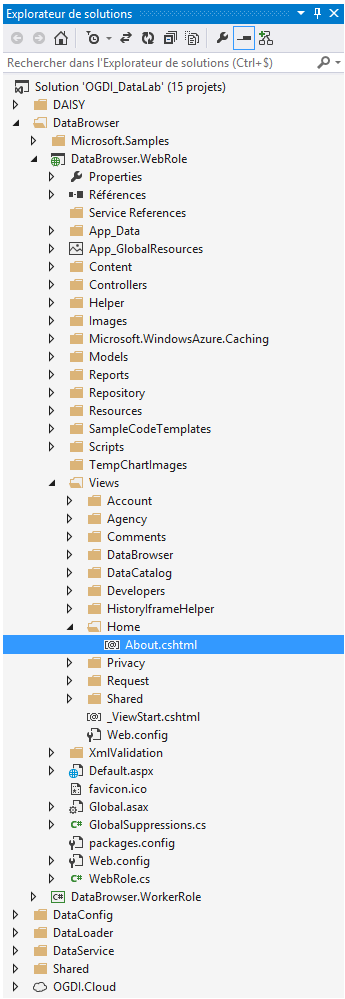 Explorateur de solutions
Rechercher dans l'Explorateur de solutions (Ctrl+$)
Solution 'OGDI_DataLab' (15 projets)
DAISY
DataBrowser
Microsoft.Samples
DataBrowser.WebRole
Properties
Références
Service References
App_Data
App_GlobalResources
Content
Controllers
Helper
Images
Microsoft.WindowsAzure.Caching
Models
Reports
Repository
Resources
SampleCodeTemplates
Scripts
TempChartImages
Views
Account
Agency
Comments
DataBrowser
DataCatalog
Developers
HistoryIframeHelper
Home
About.cshtml
Privacy
Request
Shared
_ViewStart.cshtml
Web.config
XmlValidation
Default.aspx
favicon.ico
Global.asax
C# GlobalSuppressions.cs
packages.config
Web.config
C# WebRole.cs
C# DataBrowser.WorkerRole
DataConfig
DataLoader
DataService
Shared
OGDI.Cloud